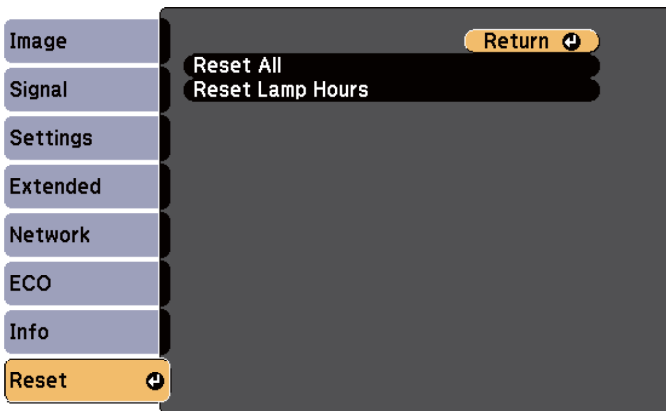 Image
Signal
Settings
Extended
Network
ECO
Info
Reset
Return
Reset All
Reset Lamp Hours